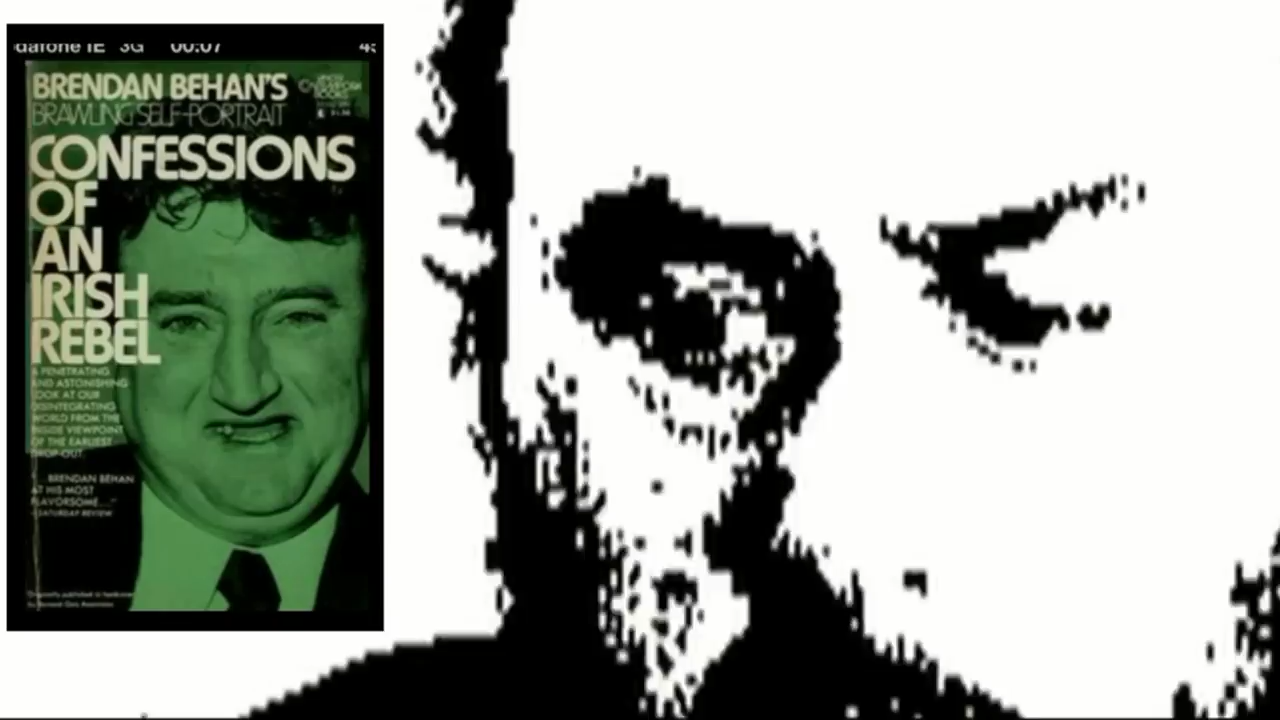 dafone IE 3G 00:07
BRENDAN BEHAN'S
BRAWLING SELF-PORTRAIT
CONFESSIONS
OF
AN
IRISH
REBEL
A PENETRATING
AND ASTONISHING
LOOK AT OUR
DISINTEGRATING
WORLD FROM THE
INSIDE VIEWPOINT
OF THE EARLIEST
DROP-OUT.
"...BRENDAN BEHAN
AT HIS MOST
FLAVORSOME..."
—SATURDAY REVIEW